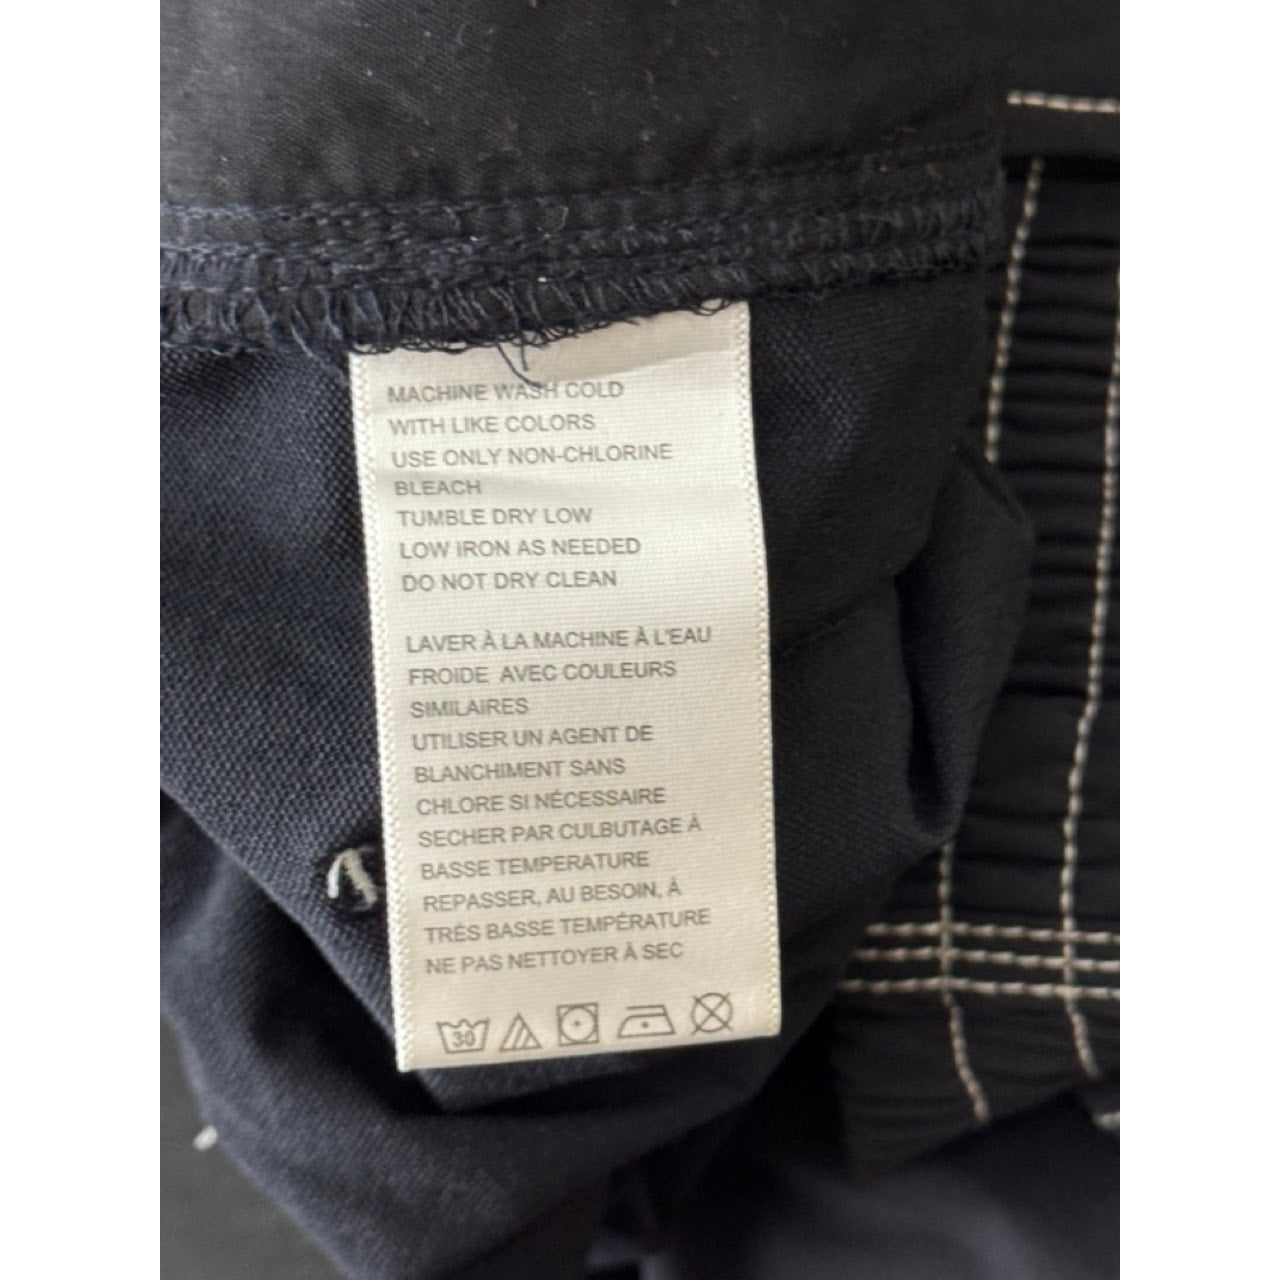 MACHINE WASH COLD
WITH LIKE COLORS
USE ONLY NON-CHLORINE
BLEACH
TUMBLE DRY LOW
LOW IRON AS NEEDED
DO NOT DRY CLEAN
LAVER À LA MACHINE À L'EAU
FROIDE AVEC COULEURS
SIMILAIRES
UTILISER UN AGENT DE
BLANCHIMENT SANS
CHLORE SI NÉCESSAIRE
SECHER PAR CULBUTAGE À
BASSE TEMPERATURE
REPASSER, AU BESOIN, À
TRÈS BASSE TEMPÉRATURE
NE PAS NETTOYER À SEC
30